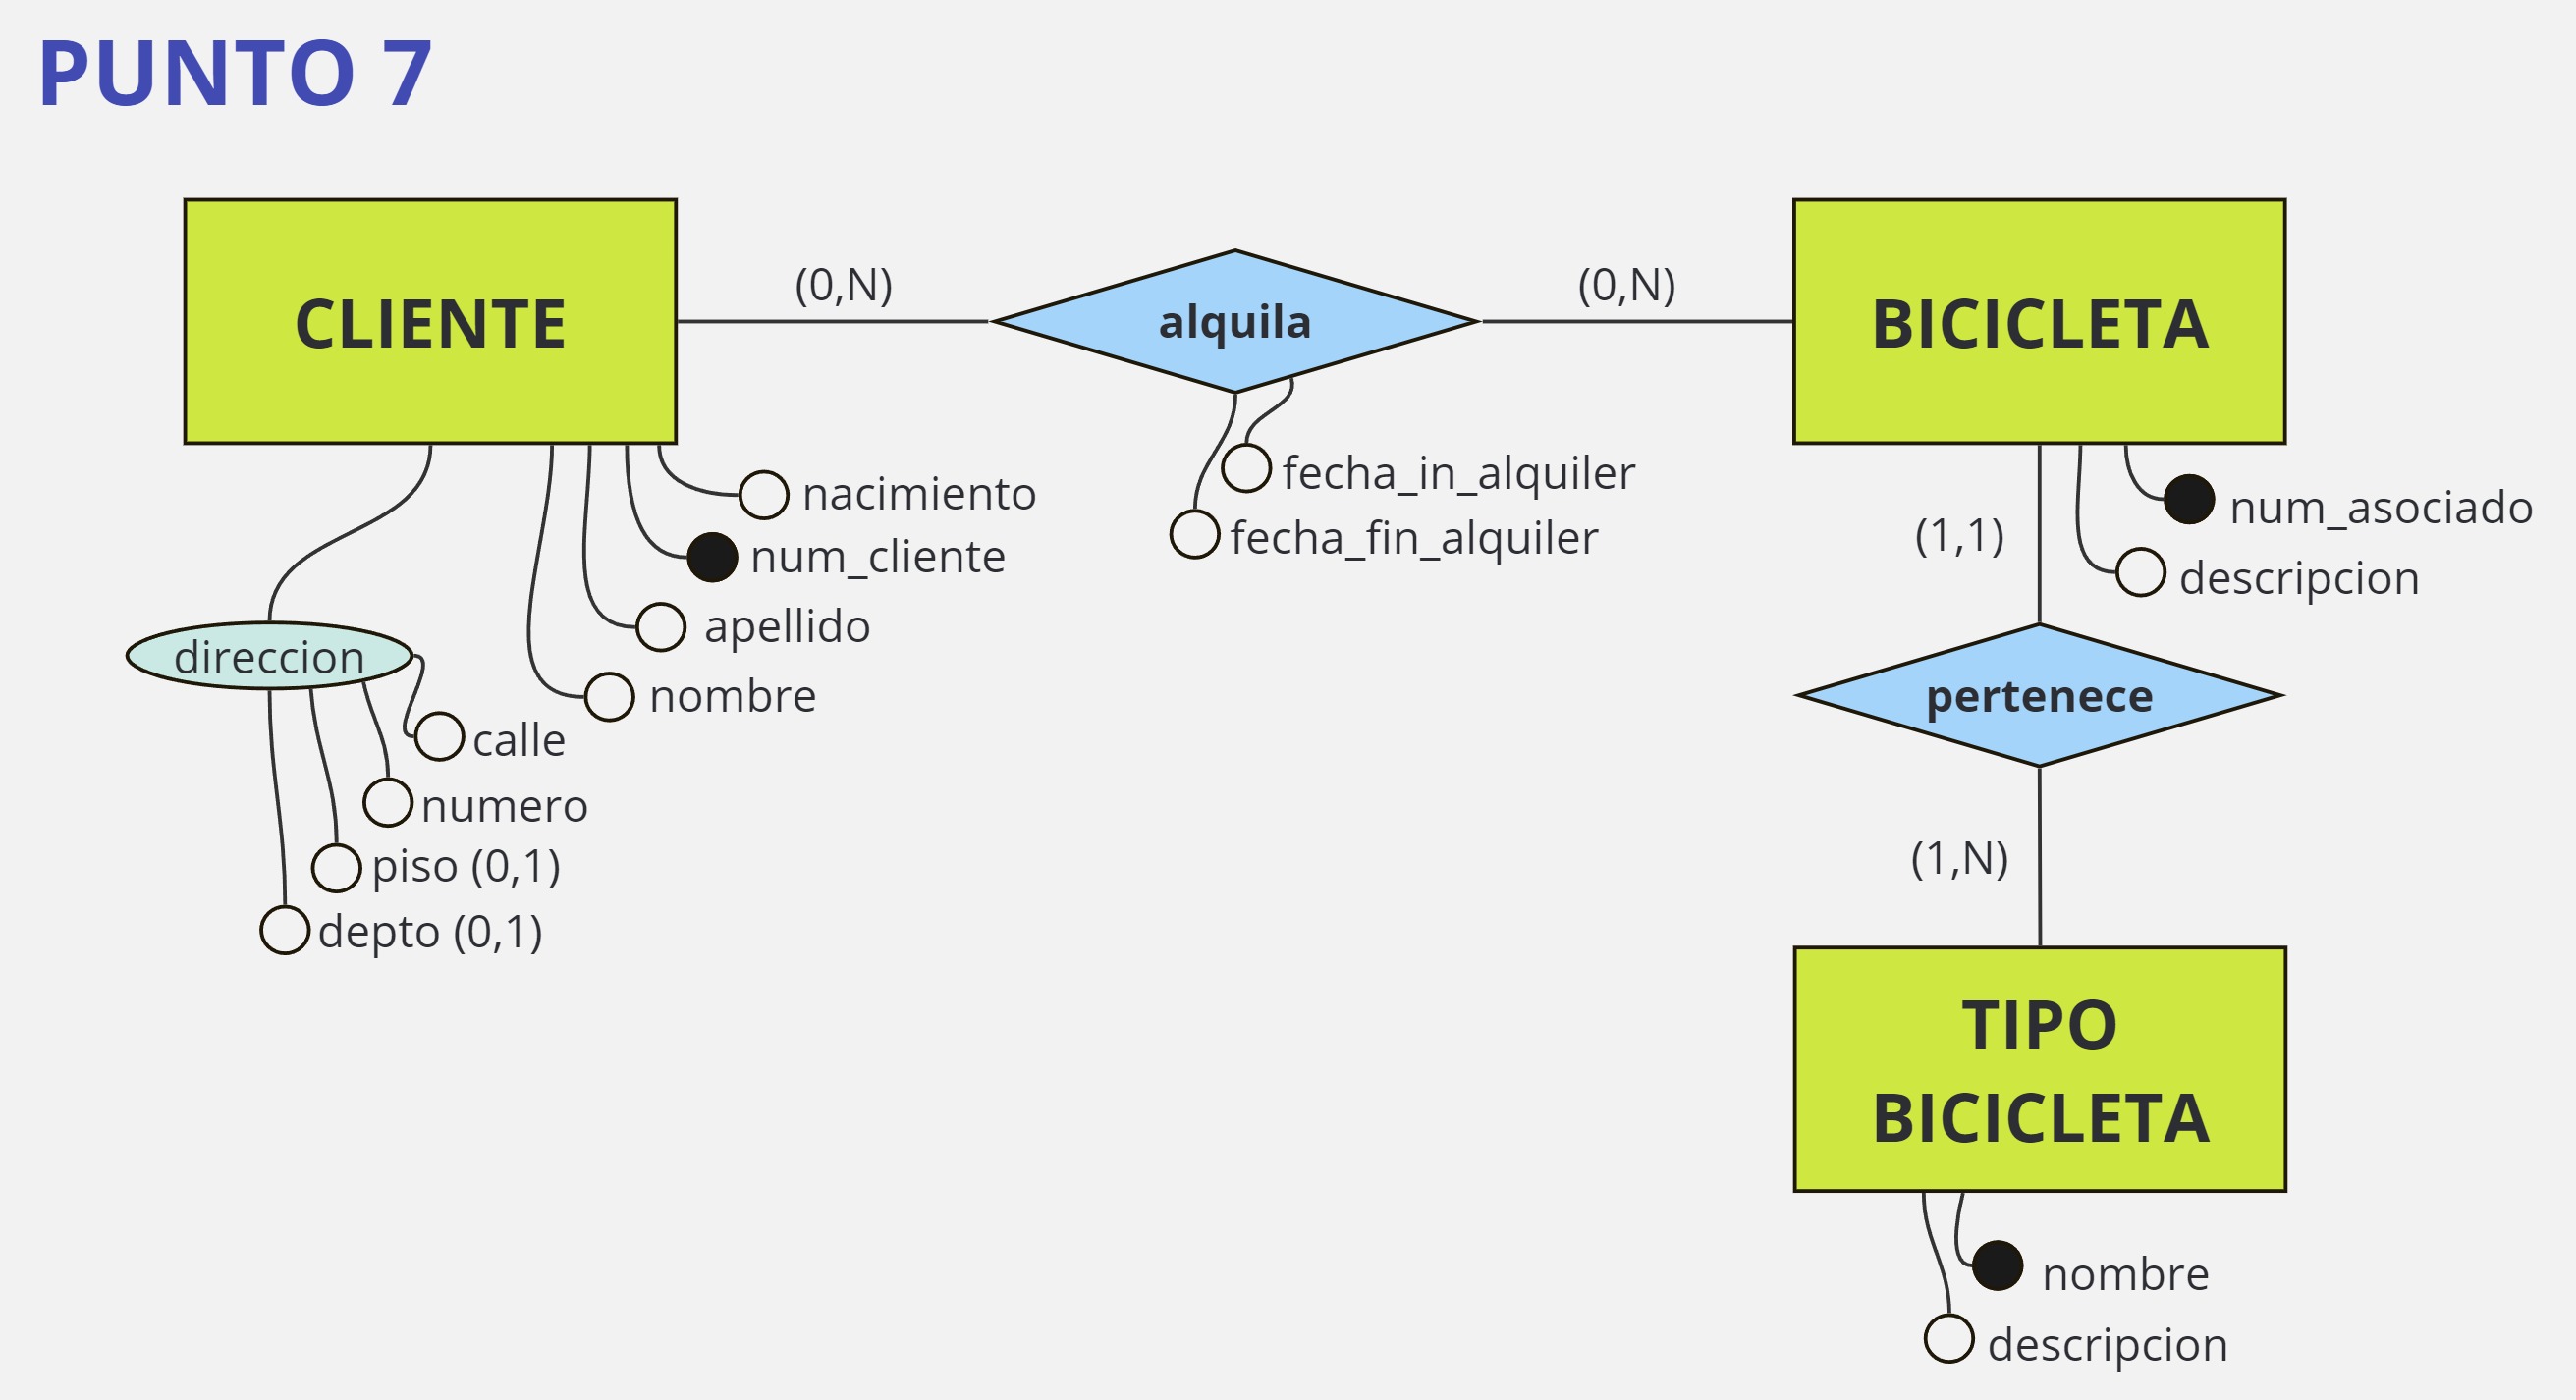 PUNTO 7
CLIENTE
(0,N)
alquila
(0,N)
BICICLETA
nacimiento
num_cliente
apellido
nombre
direccion
calle
numero
piso (0,1)
depto (0,1)
fecha_in_alquiler
fecha_fin_alquiler
num_asociado
descripcion
(1,1)
pertenece
(1,N)
TIPO
BICICLETA
nombre
descripcion